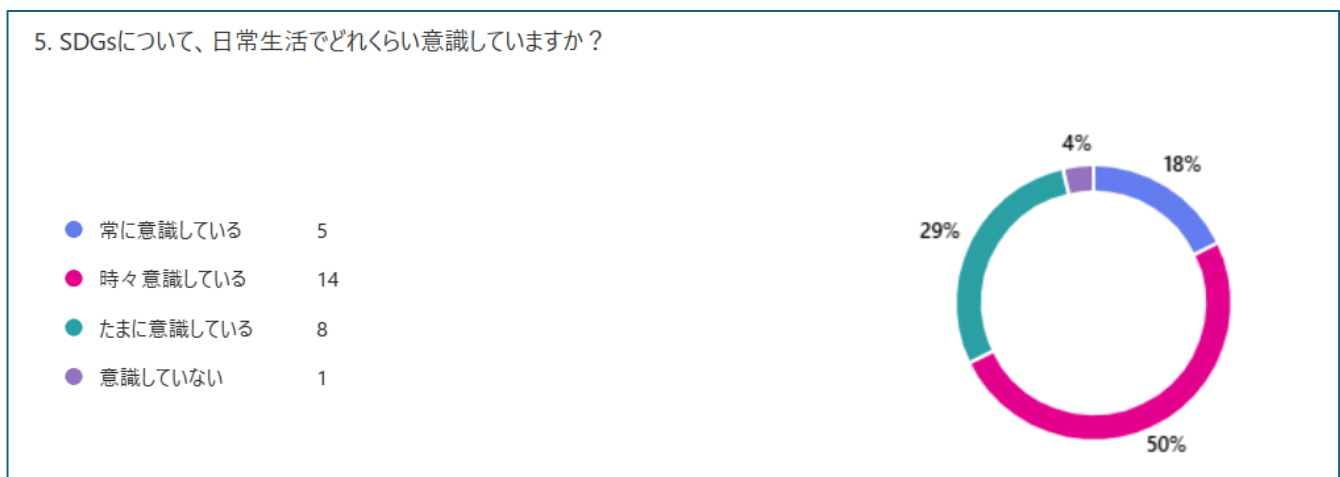 5. SDGsについて、日常生活でどれくらい意識していますか？
常に意識している 5
時々意識している 14
たまに意識している 8
意識していない 1
4%
18%
29%
50%